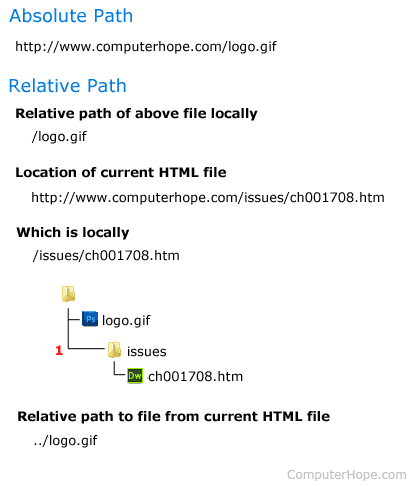 Absolute Path
http://www.computerhope.com/logo.gif
Relative Path
Relative path of above file locally
/logo.gif
Location of current HTML file
http://www.computerhope.com/issues/ch001708.htm
Which is locally
/issues/ch001708.htm
Ps logo.gif
1 issues
Dw ch001708.htm
Relative path to file from current HTML file
../logo.gif
ComputerHope.com